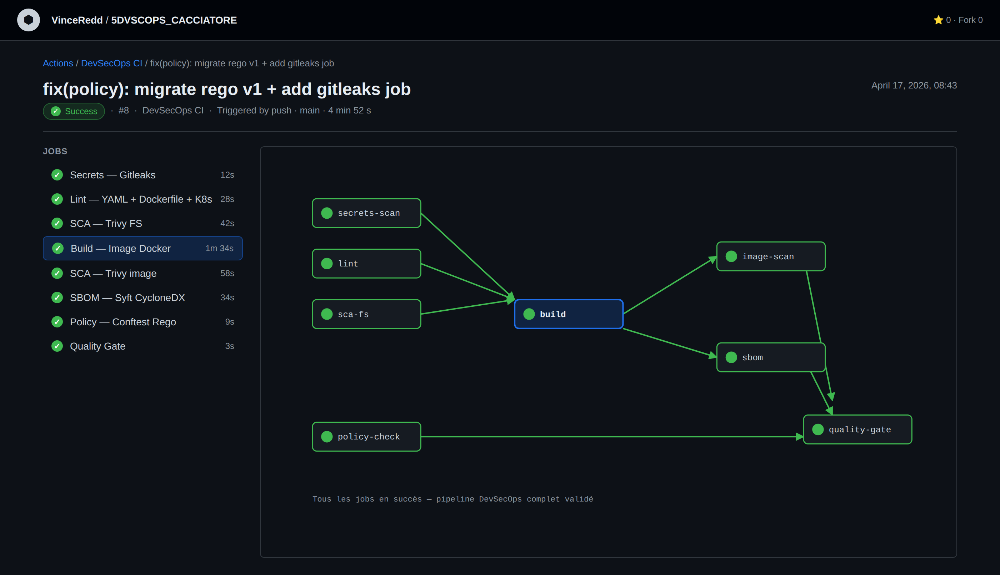 VinceRedd / 5DVSCOPS_CACCIATORE
⭐ 0 · Fork 0
Actions / DevSecOps CI / fix(policy): migrate rego v1 + add gitleaks job
fix(policy): migrate rego v1 + add gitleaks job
April 17, 2026, 08:43
✓ Success · #8 · DevSecOps CI · Triggered by push · main · 4 min 52 s
JOBS
✓ Secrets — Gitleaks 12s
✓ Lint — YAML + Dockerfile + K8s 28s
✓ SCA — Trivy FS 42s
✓ Build — Image Docker 1m 34s
✓ SCA — Trivy image 58s
✓ SBOM — Syft CycloneDX 34s
✓ Policy — Conftest Rego 9s
✓ Quality Gate 3s
secrets-scan
lint
sca-fs
build
image-scan
sbom
policy-check
quality-gate
Tous les jobs en succès — pipeline DevSecOps complet validé